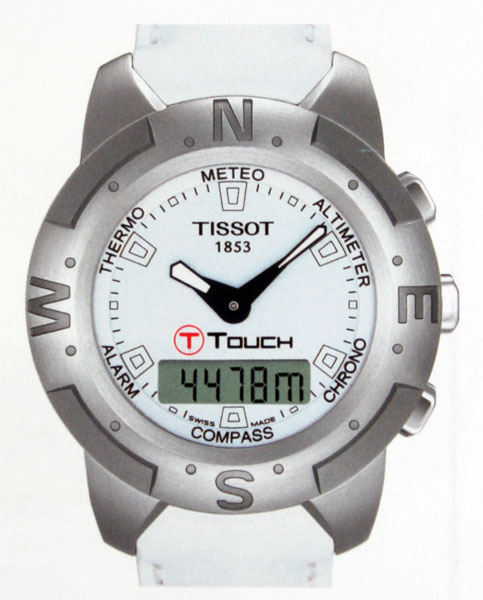 N
METEO
THERMO
ALTIMETER
TISSOT
1853
W
E
T TOUCH
ALARM
4478m
CHRONO
SWISS MADE
COMPASS
S